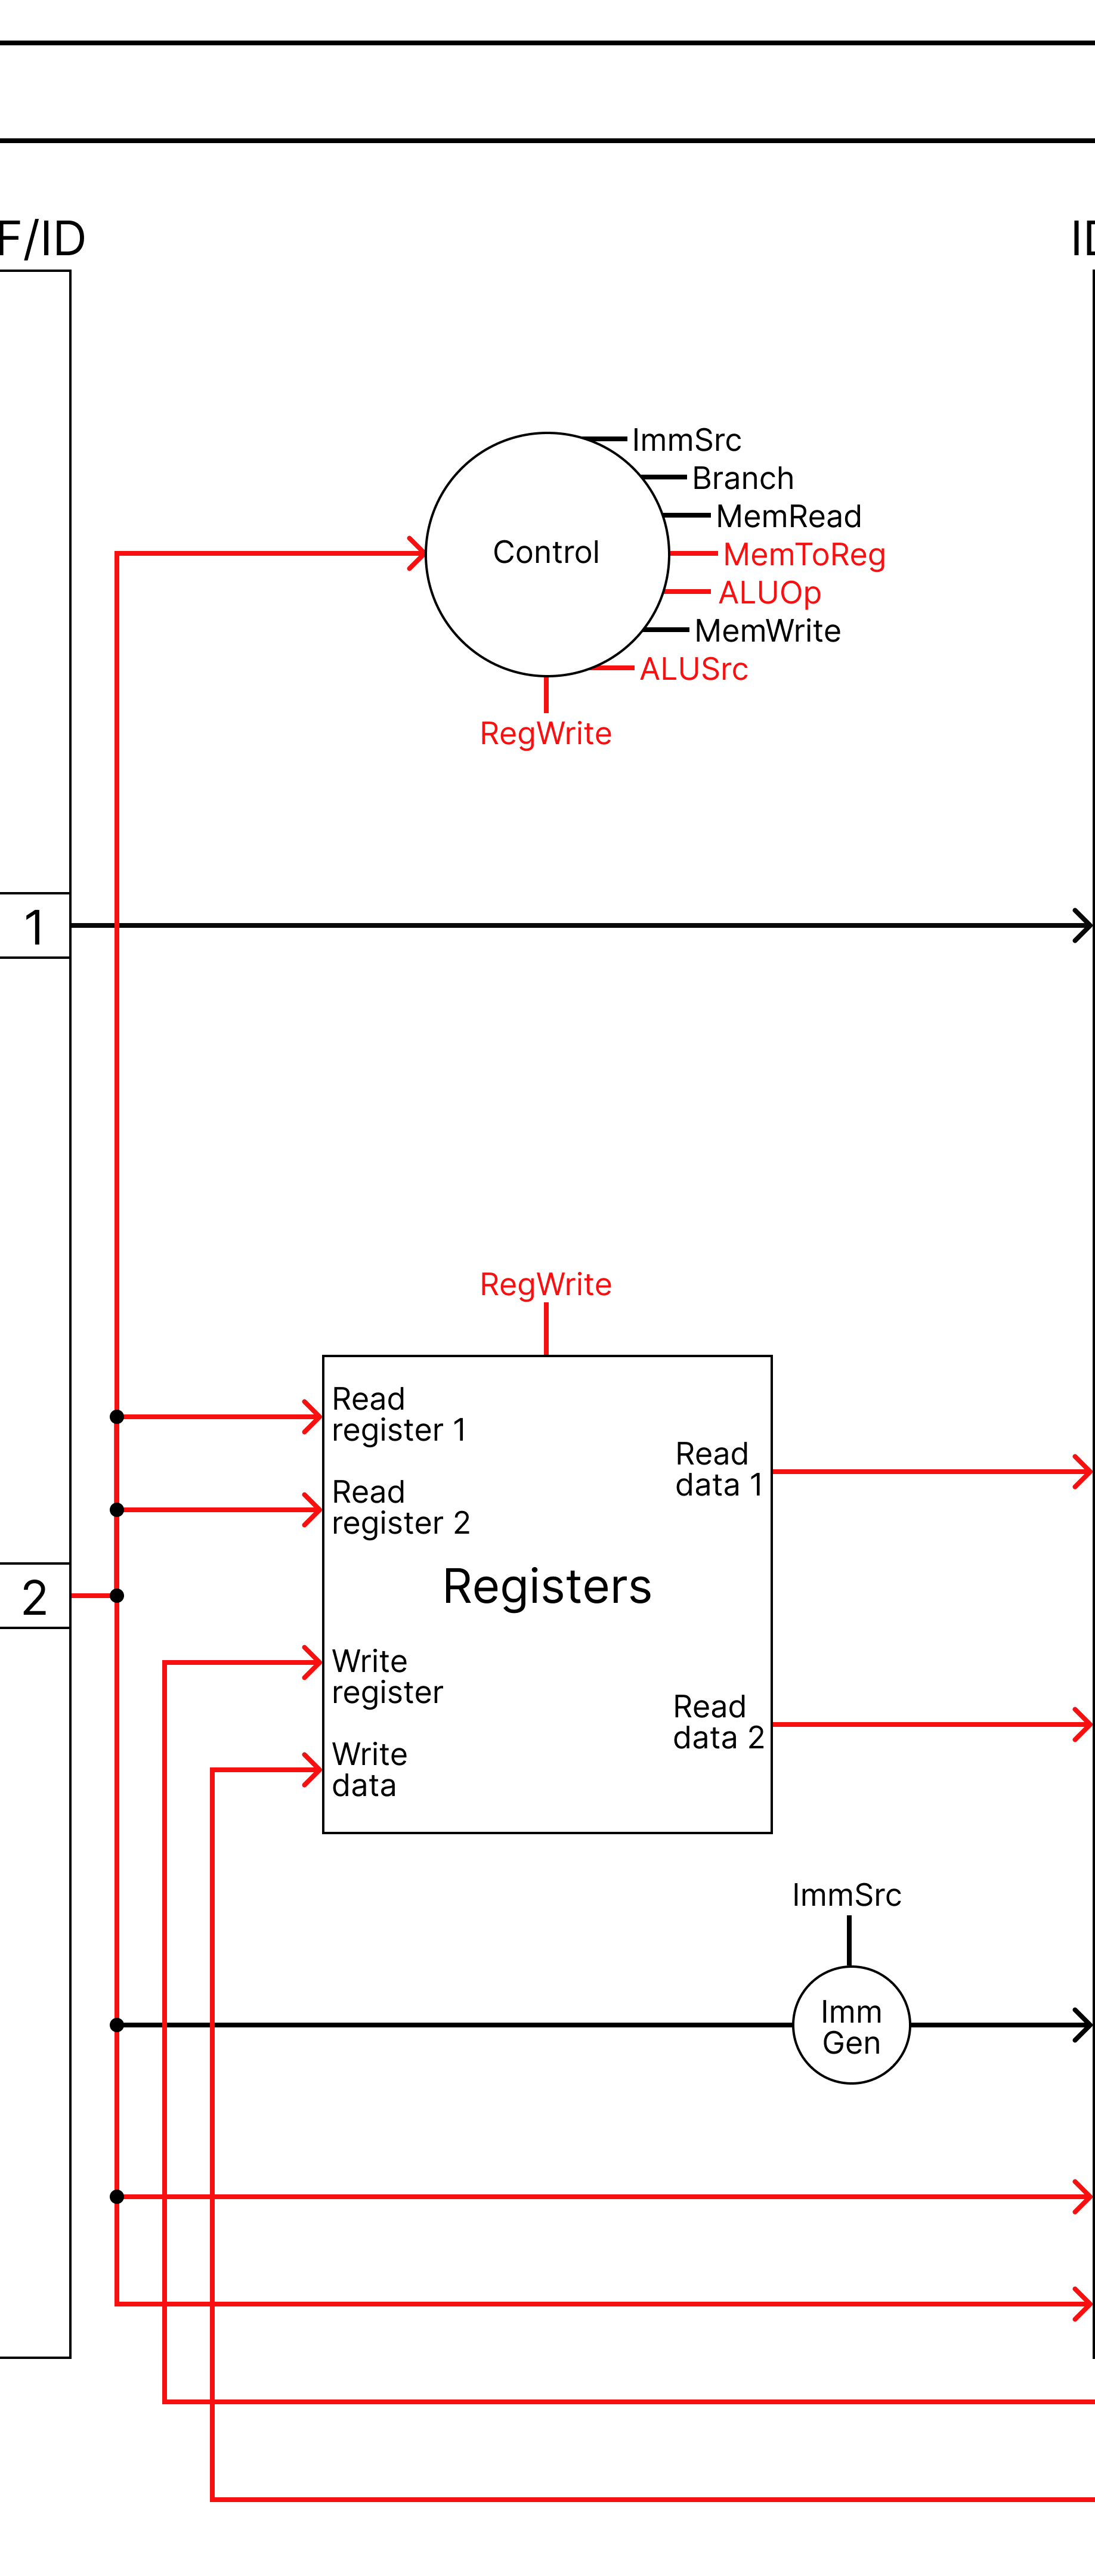 F/ID
ID
ImmSrc
Branch
MemRead
Control
MemToReg
ALUOp
MemWrite
ALUSrc
RegWrite
1
RegWrite
Read
register 1
Read
data 1
Read
register 2
Registers
2
Write
register
Read
data 2
Write
data
ImmSrc
Imm
Gen